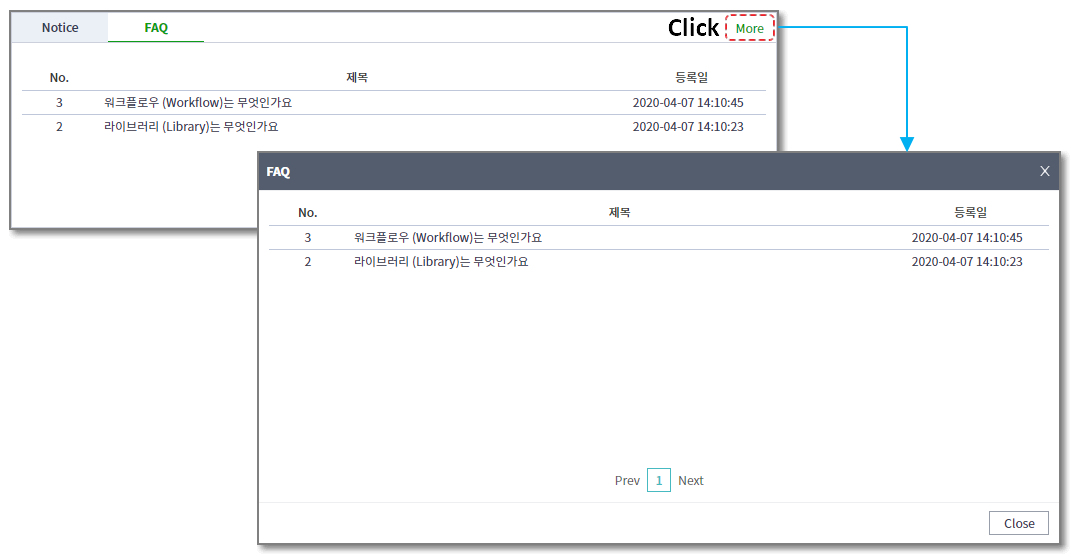 Notice FAQ Click More
No. 제목 등록일
3 워크플로우 (Workflow)는 무엇인가요 2020-04-07 14:10:45
2 라이브러리 (Library)는 무엇인가요 2020-04-07 14:10:23
FAQ X
No. 제목 등록일
3 워크플로우 (Workflow)는 무엇인가요 2020-04-07 14:10:45
2 라이브러리 (Library)는 무엇인가요 2020-04-07 14:10:23
Prev 1 Next
Close